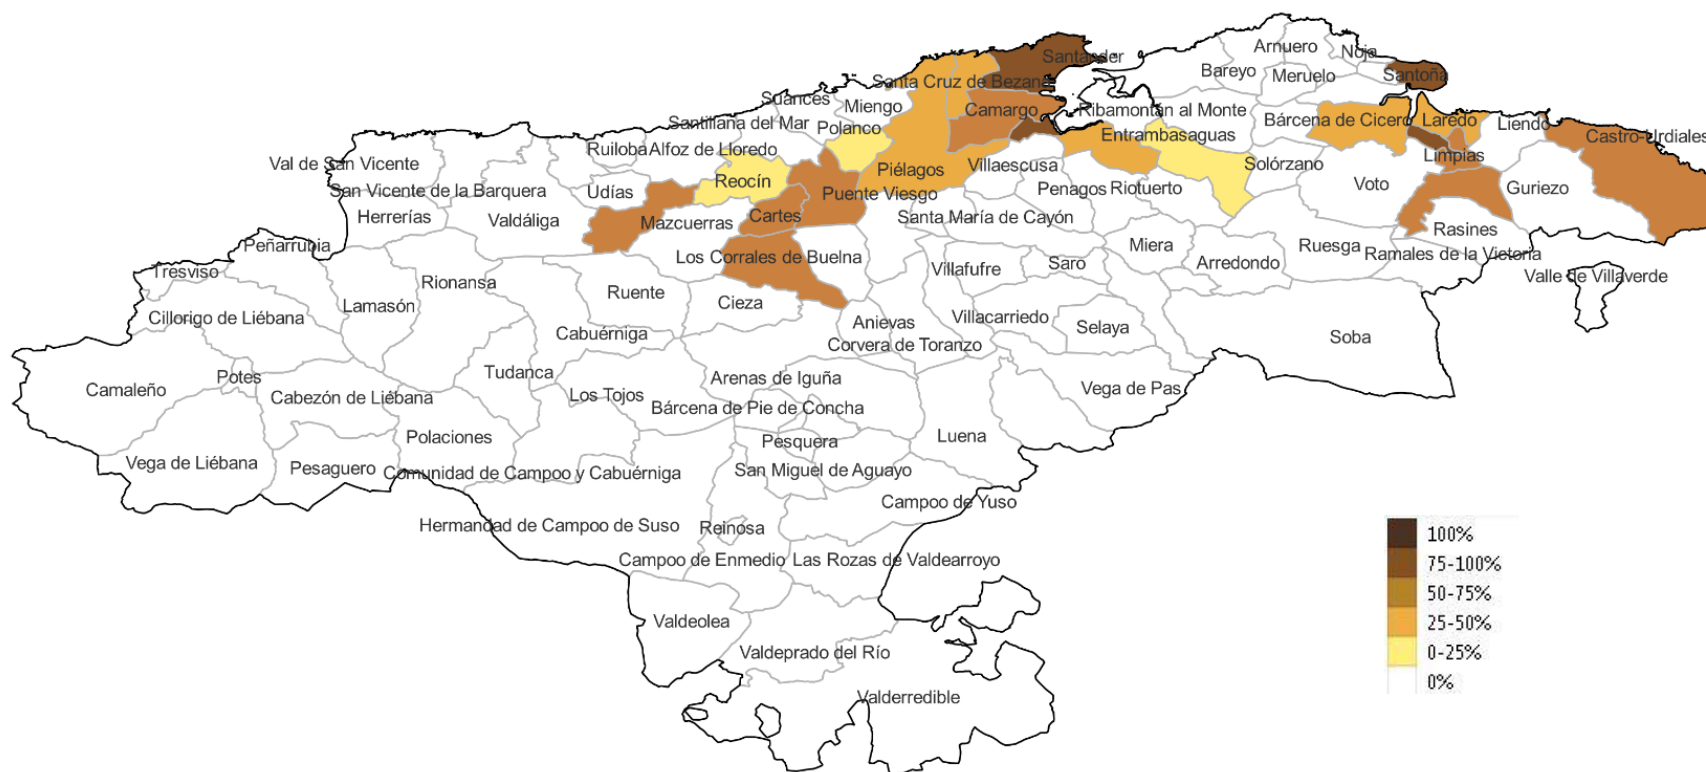 Santander
Arnuero
Noja
Bareyo
Meruelo
Santoña
Santa Cruz de Bezana
Suances
Miengo
Camargo
Ribamontán al Monte
Santillana del Mar
Polanco
Entrambasaguas
Bárcena de Cicero
Laredo
Liendo
Castro-Urdiales
Ruiloba
Alfoz de Lloredo
Val de San Vicente
Piélagos
Villaescusa
Solórzano
Limpias
San Vicente de la Barquera
Udías
Reocín
Puente Viesgo
Penagos
Riotuerto
Voto
Guriezo
Herrerías
Valdáliga
Mazcuerras
Cartes
Santa María de Cayón
Rasines
Peñarrubia
Los Corrales de Buelna
Miera
Ruesga
Ramales de la Victoria
Tresviso
Rionansa
Villafufre
Saro
Arredondo
Valle de Villaverde
Lamasón
Ruente
Cieza
Cillorigo de Liébana
Cabuérniga
Anievas
Villacarriedo
Selaya
Corvera de Toranzo
Soba
Potes
Tudanca
Arenas de Iguña
Camaleño
Cabezón de Liébana
Los Tojos
Vega de Pas
Bárcena de Pie de Concha
Polaciones
Pesquera
Luena
Vega de Liébana
Pesaguero
Comunidad de Campoo y Cabuérniga
San Miguel de Aguayo
Campoo de Yuso
Hermandad de Campoo de Suso
Reinosa
Campoo de Enmedio
Las Rozas de Valdearroyo
Valdeolea
Valdeprado del Río
Valderredible
100%
75-100%
50-75%
25-50%
0-25%
0%